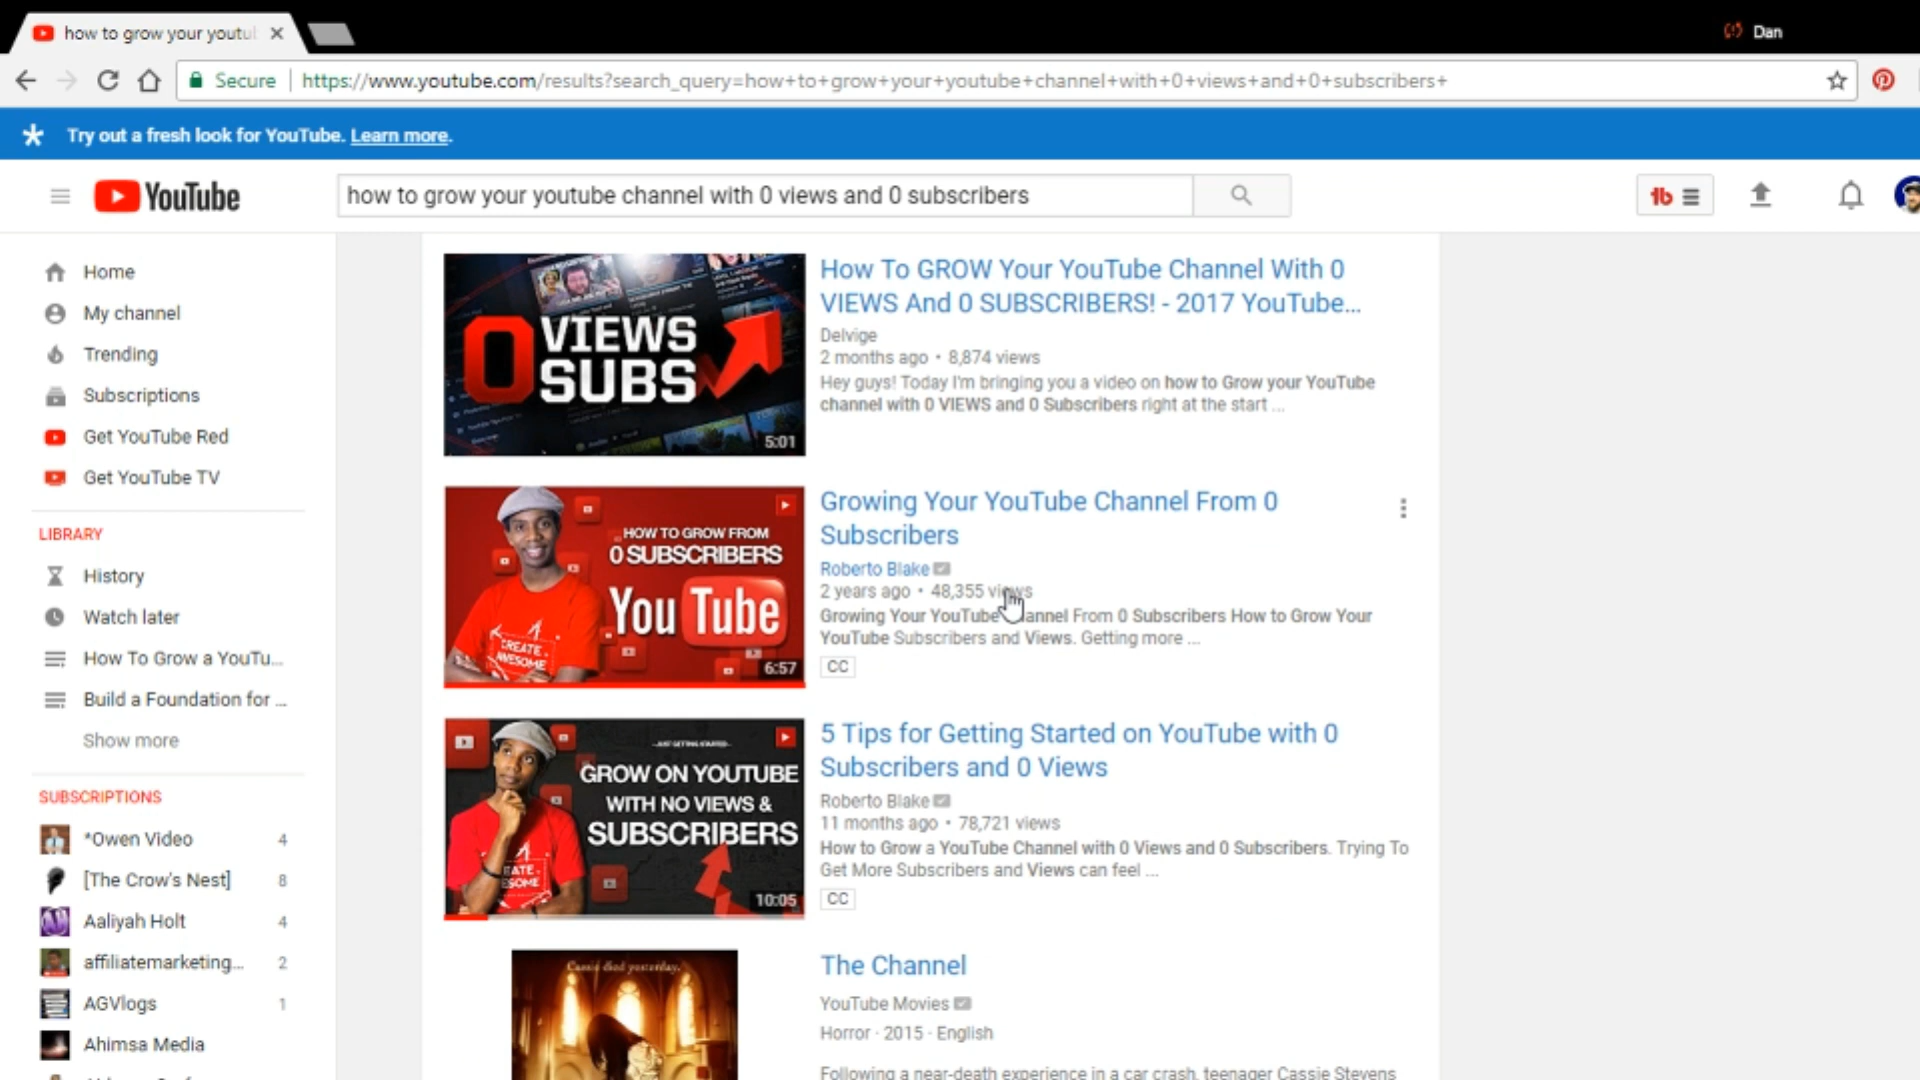 how to grow your youtu
Dan
Secure
https://www.youtube.com/results?search_query=how+to+grow+your+youtube+channel+with+0+views+and+0+subscribers+
Try out a fresh look for YouTube. Learn more.
YouTube
how to grow your youtube channel with 0 views and 0 subscribers
tb
Home
My channel
Trending
Subscriptions
Get YouTube Red
Get YouTube TV
LIBRARY
History
Watch later
How To Grow a YouTu...
Build a Foundation for ...
Show more
SUBSCRIPTIONS
*Owen Video 4
[The Crow's Nest] 8
Aaliyah Holt 4
affiliatemarketing... 2
AGVlogs 1
Ahimsa Media
0 VIEWS
SUBS
5:01
How To GROW Your YouTube Channel With 0
VIEWS And 0 SUBSCRIBERS! - 2017 YouTube...
Delvige
2 months ago • 8,874 views
Hey guys! Today I'm bringing you a video on how to Grow your YouTube
channel with 0 VIEWS and 0 Subscribers right at the start ...
HOW TO GROW FROM
0 SUBSCRIBERS
YouTube
CREATE
AWESOME
6:57
Growing Your YouTube Channel From 0
Subscribers
Roberto Blake
2 years ago • 48,355 views
Growing Your YouTube Channel From 0 Subscribers How to Grow Your
YouTube Subscribers and Views. Getting more ...
CC
...JUST GETTING STARTED...
GROW ON YOUTUBE
WITH NO VIEWS &
SUBSCRIBERS
10:05
5 Tips for Getting Started on YouTube with 0
Subscribers and 0 Views
Roberto Blake
11 months ago • 78,721 views
How to Grow a YouTube Channel with 0 Views and 0 Subscribers. Trying To
Get More Subscribers and Views can feel ...
CC
Cassie died yesterday.
The Channel
YouTube Movies
Horror · 2015 · English
Following a near-death experience in a car crash, teenager Cassie Stevens